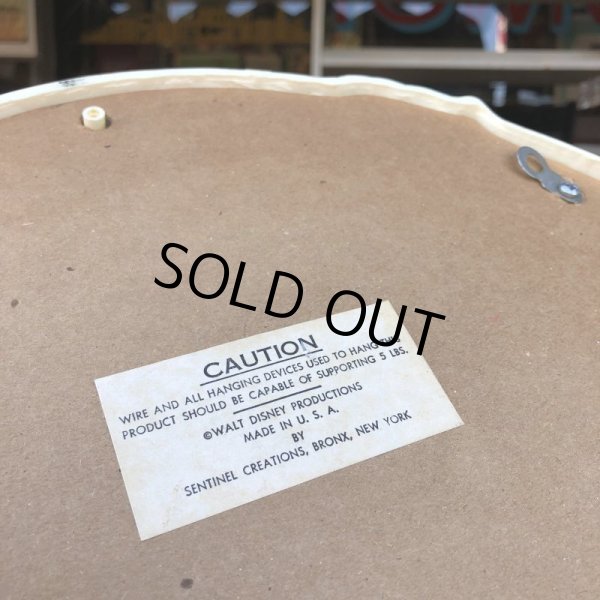 SOLD OUT
CAUTION
WIRE AND ALL HANGING DEVICES USED TO HANG THIS
PRODUCT SHOULD BE CAPABLE OF SUPPORTING 5 LBS.
©WALT DISNEY PRODUCTIONS
MADE IN U. S. A.
BY
SENTINEL CREATIONS, BRONX, NEW YORK